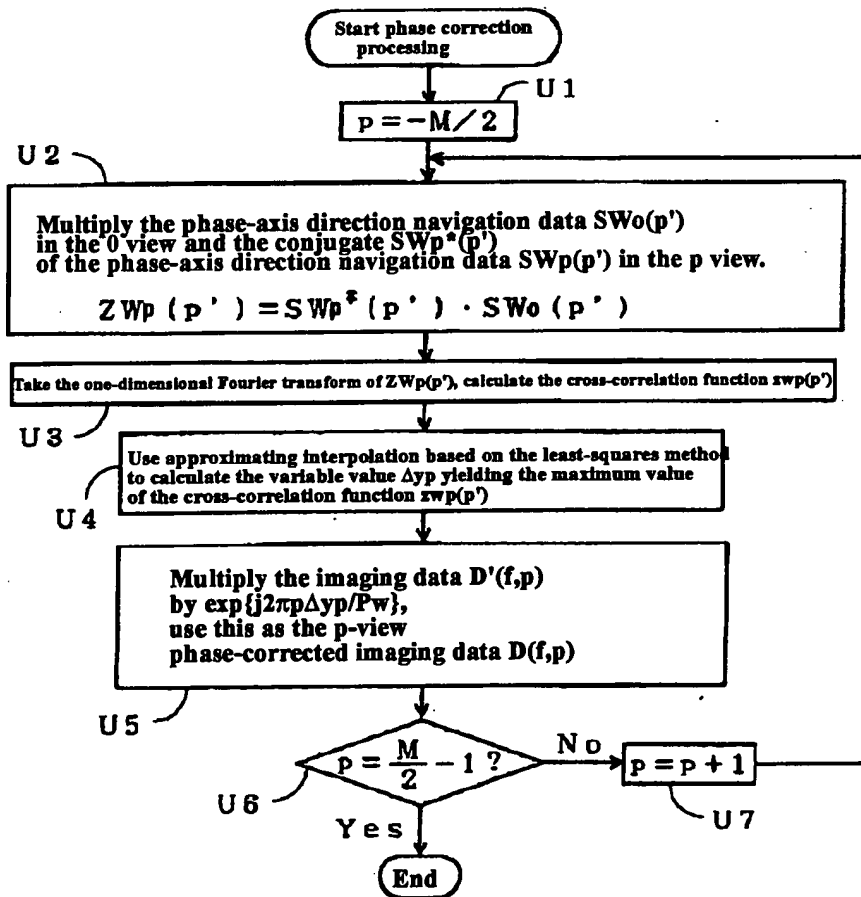 Start phase correction
processing
U1
p=-M/2
U2
Multiply the phase-axis direction navigation data SWo(p')
in the 0 view and the conjugate SWp*(p')
of the phase-axis direction navigation data SWp(p') in the p view.
ZWp(p')=SWp*(p')·SWo(p')
Take the one-dimensional Fourier transform of ZWp(p'), calculate the cross-correlation function zwp(p')
U3
Use approximating interpolation based on the least-squares method
to calculate the variable value Δyp yielding the maximum value
of the cross-correlation function zwp(p')
U4
Multiply the imaging data D'(f,p)
by exp{j2πpΔyp/Pw},
use this as the p-view
phase-corrected imaging data D(f,p)
U5
p=M/2-1?
No
p=p+1
U6
U7
Yes
End